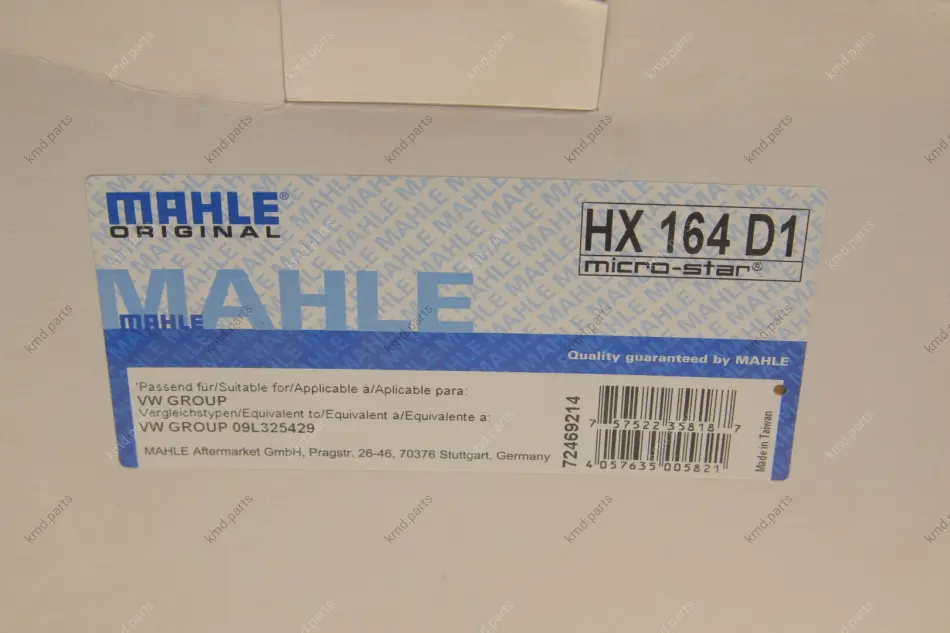 MAHLE®
ORIGINAL
HX 164 D1
micro-star®
MAHLE
MAHLE
Quality guaranteed by MAHLE
'Passend für/Suitable for/Applicable à/Aplicable para:
VW GROUP
Vergleichstypen/Equivalent to/Equivalent à/Equivalente a:
VW GROUP 09L325429
MAHLE Aftermarket GmbH, Pragstr. 26-46, 70376 Stuttgart, Germany
72469214
7 57522 35818 7
4 057635 005821
Made in Taiwan
kmd.parts